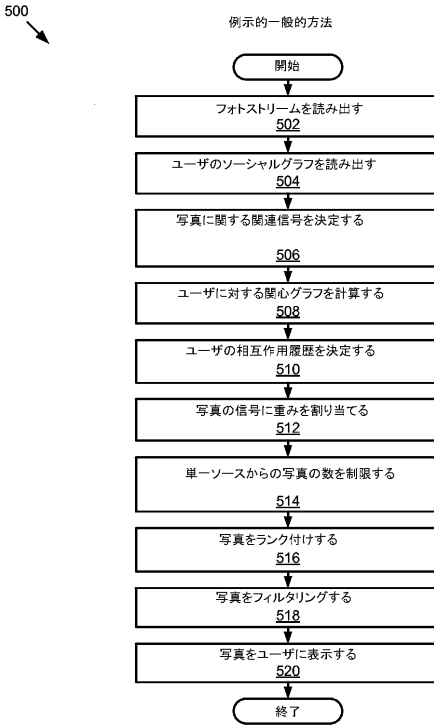 500
例示的一般的方法
開始
フォトストリームを読み出す
502
ユーザのソーシャルグラフを読み出す
504
写真に関する関連信号を決定する
506
ユーザに対する関心グラフを計算する
508
ユーザの相互作用履歴を決定する
510
写真の信号に重みを割り当てる
512
単一ソースからの写真の数を制限する
514
写真をランク付けする
516
写真をフィルタリングする
518
写真をユーザに表示する
520
終了